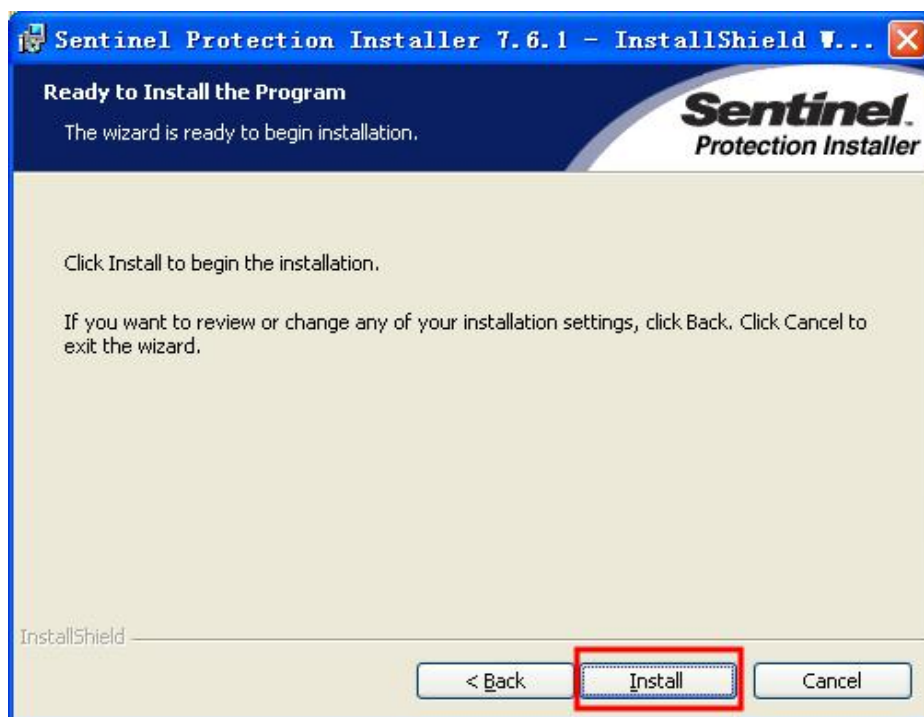 Sentinel Protection Installer 7.6.1 - InstallShield W...
Ready to Install the Program
The wizard is ready to begin installation.
Sentinel.
Protection Installer
Click Install to begin the installation.
If you want to review or change any of your installation settings, click Back. Click Cancel to
exit the wizard.
InstallShield
< Back
Install
Cancel